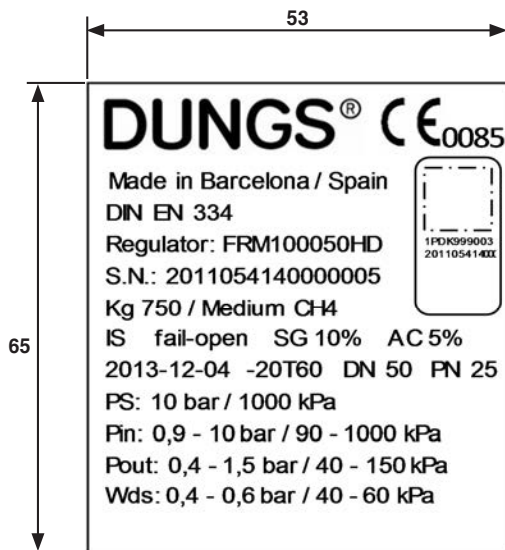 53
DUNGS® CE0085
Made in Barcelona / Spain
DIN EN 334
Regulator: FRM100050HD
1PDK999003
S.N.: 2011054140000005
Kg 750 / Medium CH4
IS fail-open SG 10% AC 5%
65
2013-12-04 -20T60 DN 50 PN 25
PS: 10 bar / 1000 kPa
Pin: 0,9 - 10 bar / 90 - 1000 kPa
Pout: 0,4 - 1,5 bar / 40 - 150 kPa
Wds: 0,4 - 0,6 bar / 40 - 60 kPa